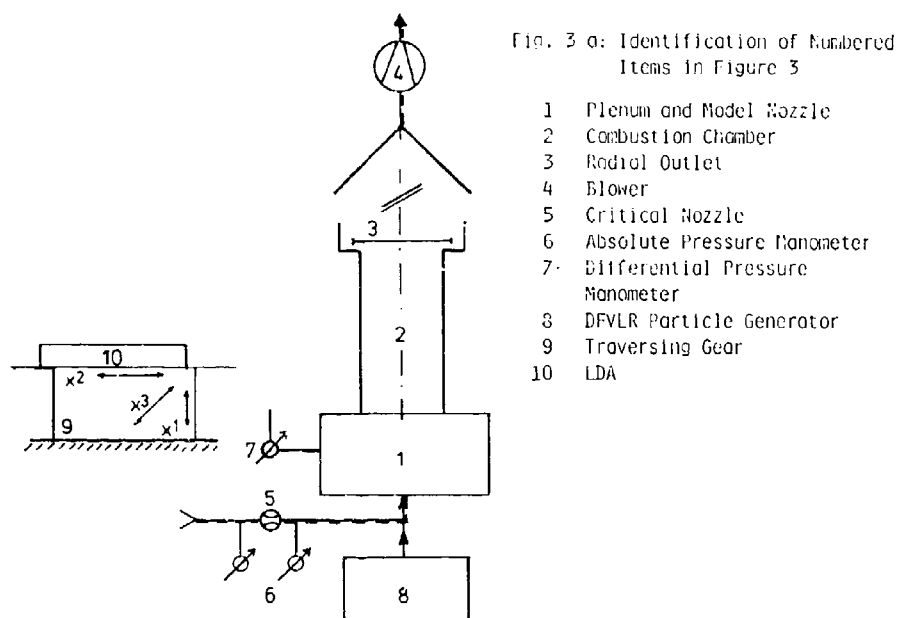 Fig. 3 a: Identification of Numbered
Items in Figure 3
1 Plenum and Model Nozzle
2 Combustion Chamber
3 Radial Outlet
4 Blower
5 Critical Nozzle
6 Absolute Pressure Manometer
7 Differential Pressure
Manometer
8 DFVLR Particle Generator
9 Traversing Gear
10 LDA
4
3
2
10
x2
x3
x1
9
7
1
5
6
8